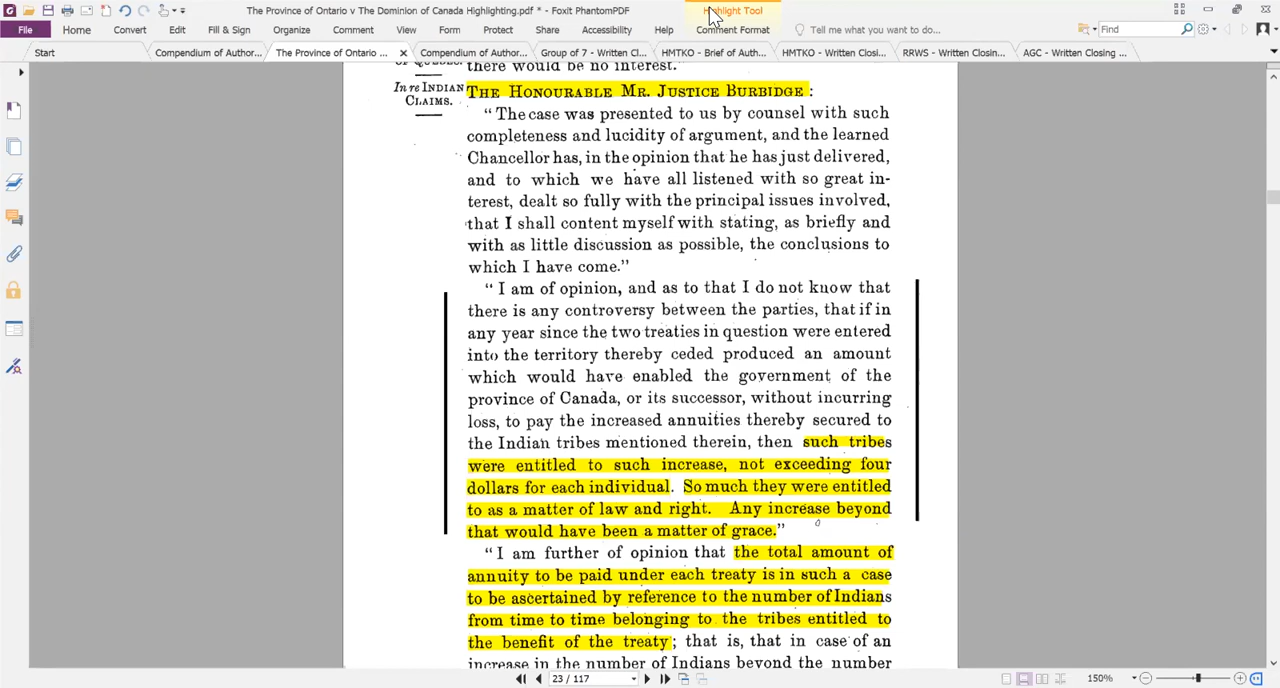 The Province of Ontario v The Dominion of Canada Highlighting.pdf * - Foxit PhantomPDF
Highlight Tool
File Home Convert Edit Fill & Sign Organize Comment View Form Protect Share Accessibility Help Comment Format Tell me what you want to do... Find
Start Compendium of Author... The Province of Ontario ... Compendium of Author... Group of 7 - Written Cl... HMTKO - Brief of Auth... HMTKO - Written Closi... RRWS - Written Closin... AGC - Written Closing ...
there would be no interest."
In re INDIAN
CLAIMS.
THE HONOURABLE MR. JUSTICE BURBIDGE :
" The case was presented to us by counsel with such
completeness and lucidity of argument, and the learned
Chancellor has, in the opinion that he has just delivered,
and to which we have all listened with so great in-
terest, dealt so fully with the principal issues involved,
that I shall content myself with stating, as briefly and
with as little discussion as possible, the conclusions to
which I have come."
" I am of opinion, and as to that I do not know that
there is any controversy between the parties, that if in
any year since the two treaties in question were entered
into the territory thereby ceded produced an amount
which would have enabled the government of the
province of Canada, or its successor, without incurring
loss, to pay the increased annuities thereby secured to
the Indian tribes mentioned therein, then such tribes
were entitled to such increase, not exceeding four
dollars for each individual. So much they were entitled
to as a matter of law and right. Any increase beyond
that would have been a matter of grace."
" I am further of opinion that the total amount of
annuity to be paid under each treaty is in such a case
to be ascertained by reference to the number of Indians
from time to time belonging to the tribes entitled to
the benefit of the treaty ; that is, that in case of an
increase in the number of Indians beyond the number
23 / 117
150%